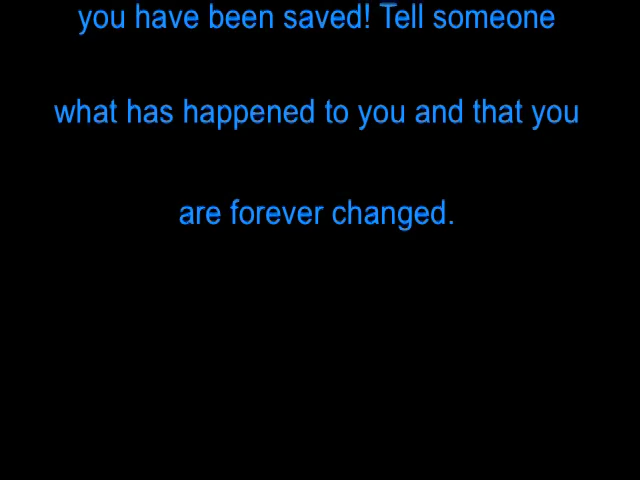 you have been saved! Tell someone
what has happened to you and that you
are forever changed.